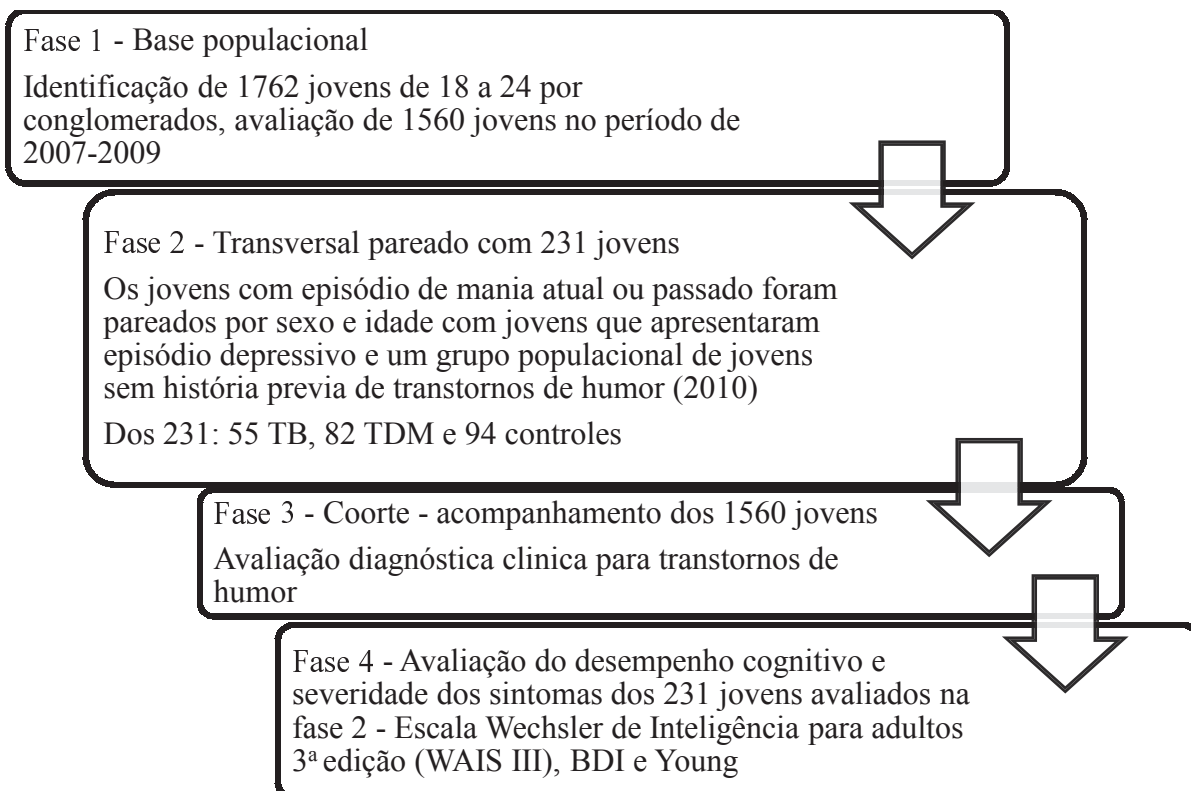 Fase 1 - Base populacional
Identificação de 1762 jovens de 18 a 24 por
conglomerados, avaliação de 1560 jovens no período de
2007-2009
Fase 2 - Transversal pareado com 231 jovens
Os jovens com episódio de mania atual ou passado foram
pareados por sexo e idade com jovens que apresentaram
episódio depressivo e um grupo populacional de jovens
sem história previa de transtornos de humor (2010)
Dos 231: 55 TB, 82 TDM e 94 controles
Fase 3 - Coorte - acompanhamento dos 1560 jovens
Avaliação diagnóstica clinica para transtornos de
humor
Fase 4 - Avaliação do desempenho cognitivo e
severidade dos sintomas dos 231 jovens avaliados na
fase 2 - Escala Wechsler de Inteligência para adultos
3ª edição (WAIS III), BDI e Young